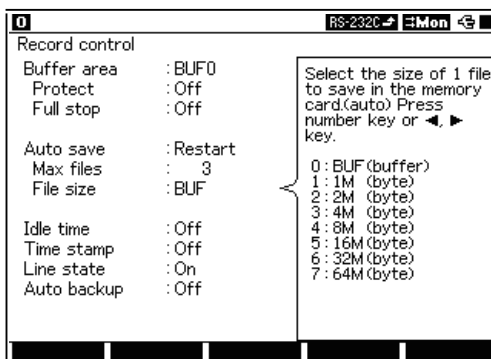 0 RS-232C Mon
Record control
Buffer area :BUF0
Protect :Off
Full stop :Off
Auto save :Restart
Max files : 3
File size :BUF
Idle time :Off
Time stamp :Off
Line state :On
Auto backup :Off
Select the size of 1 file
to save in the memory
card.(auto) Press
number key or ◄, ►
key.
0:BUF(buffer)
1:1M (byte)
2:2M (byte)
3:4M (byte)
4:8M (byte)
5:16M(byte)
6:32M(byte)
7:64M(byte)